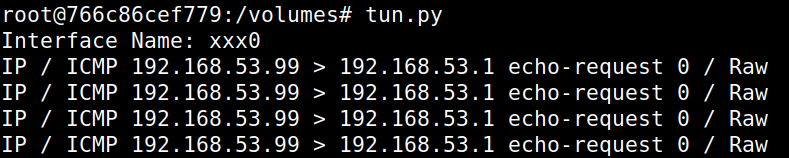 root@766c86cef779:/volumes# tun.py
Interface Name: xxx0
IP / ICMP 192.168.53.99 > 192.168.53.1 echo-request 0 / Raw
IP / ICMP 192.168.53.99 > 192.168.53.1 echo-request 0 / Raw
IP / ICMP 192.168.53.99 > 192.168.53.1 echo-request 0 / Raw
IP / ICMP 192.168.53.99 > 192.168.53.1 echo-request 0 / Raw